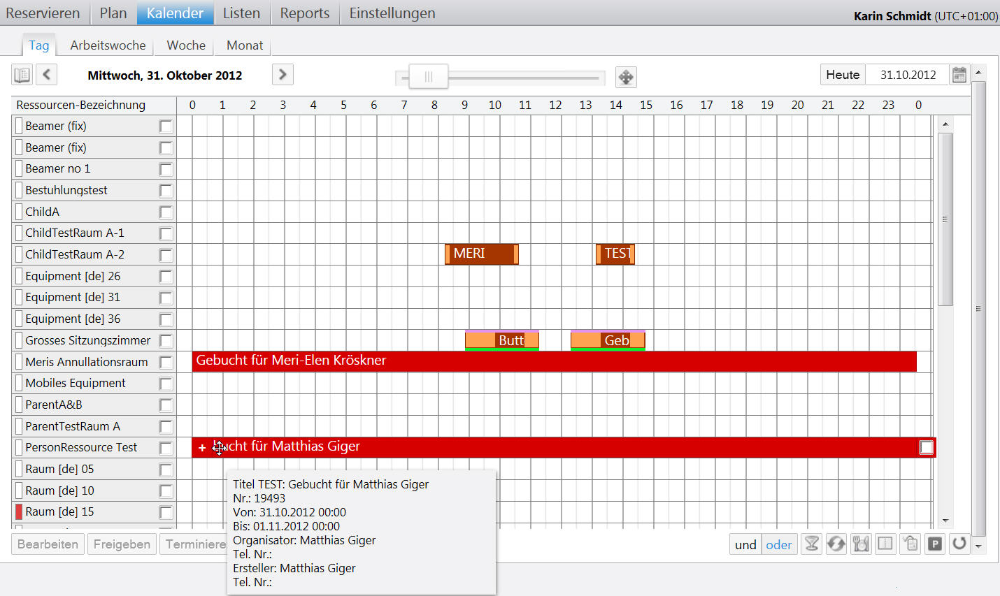 Reservieren Plan Kalender Listen Reports Einstellungen Karin Schmidt (UTC+01:00)
Tag Arbeitswoche Woche Monat
Mittwoch, 31. Oktober 2012 Heute 31.10.2012
Ressourcen-Bezeichnung 0 1 2 3 4 5 6 7 8 9 10 11 12 13 14 15 16 17 18 19 20 21 22 23 0
Beamer (fix)
Beamer (fix)
Beamer no 1
Bestuhlungstest
ChildA
ChildTestRaum A-1
ChildTestRaum A-2 MERI TEST
Equipment [de] 26
Equipment [de] 31
Equipment [de] 36
Grosses Sitzungszimmer Butt Geb
Meris Annullationsraum Gebucht für Meri-Elen Kröskner
Mobiles Equipment
ParentA&B
ParentTestRaum A
PersonRessource Test + ucht für Matthias Giger
Raum [de] 05
Raum [de] 10
Raum [de] 15
Titel TEST: Gebucht für Matthias Giger
Nr.: 19493
Von: 31.10.2012 00:00
Bis: 01.11.2012 00:00
Organisator: Matthias Giger
Tel. Nr.:
Ersteller: Matthias Giger
Tel. Nr.:
Bearbeiten Freigeben Terminiere und oder P